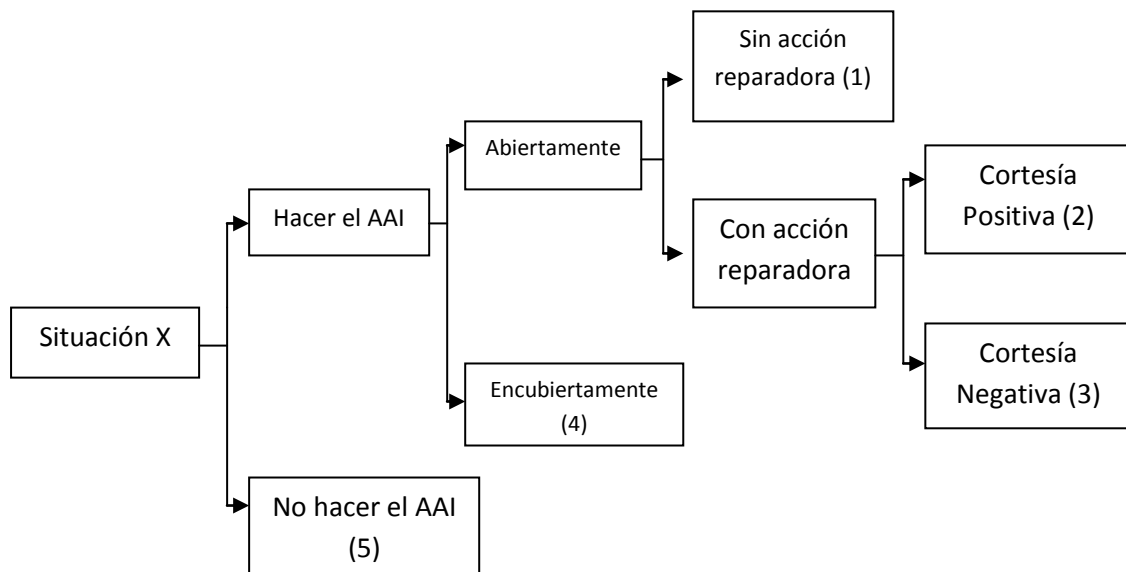 Sin acción
reparadora (1)
Abiertamente
Cortesía
Positiva (2)
Hacer el AAI
Con acción
reparadora
Situación X
Cortesía
Negativa (3)
Encubiertamente
(4)
No hacer el AAI
(5)